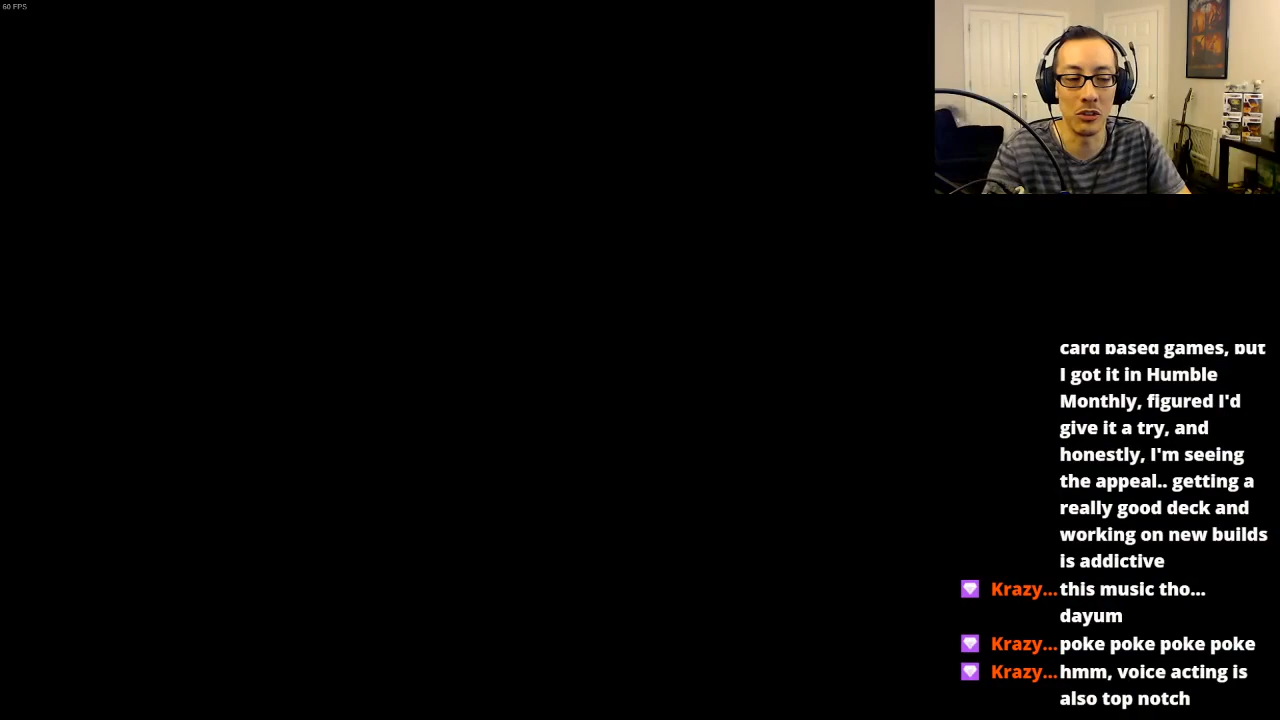 60 FPS
card based games, but
I got it in Humble
Monthly, figured I'd
give it a try, and
honestly, I'm seeing
the appeal.. getting a
really good deck and
working on new builds
is addictive
Krazy... this music tho...
dayum
Krazy... poke poke poke poke
Krazy... hmm, voice acting is
also top notch